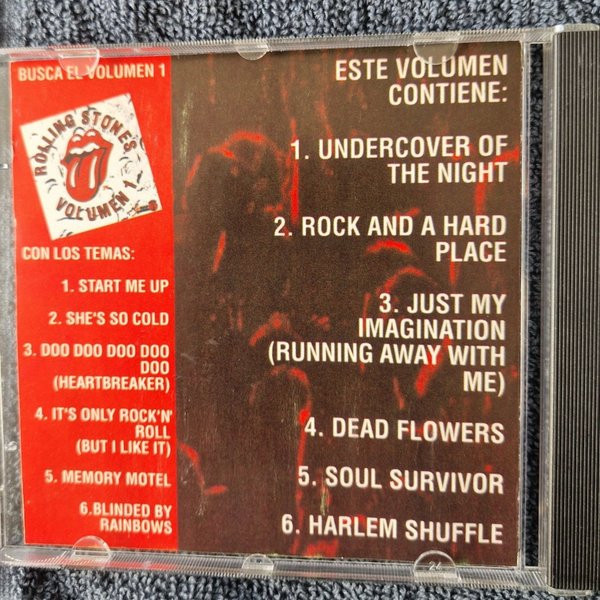 BUSCA EL VOLUMEN 1
ROLLING STONES
VOLUMEN 1
CON LOS TEMAS:
1. START ME UP
2. SHE'S SO COLD
3. DOO DOO DOO DOO
DOO
(HEARTBREAKER)
4. IT'S ONLY ROCK'N'
ROLL
(BUT I LIKE IT)
5. MEMORY MOTEL
6.BLINDED BY
RAINBOWS
ESTE VOLUMEN
CONTIENE:
1. UNDERCOVER OF
THE NIGHT
2. ROCK AND A HARD
PLACE
3. JUST MY
IMAGINATION
(RUNNING AWAY WITH
ME)
4. DEAD FLOWERS
5. SOUL SURVIVOR
6. HARLEM SHUFFLE